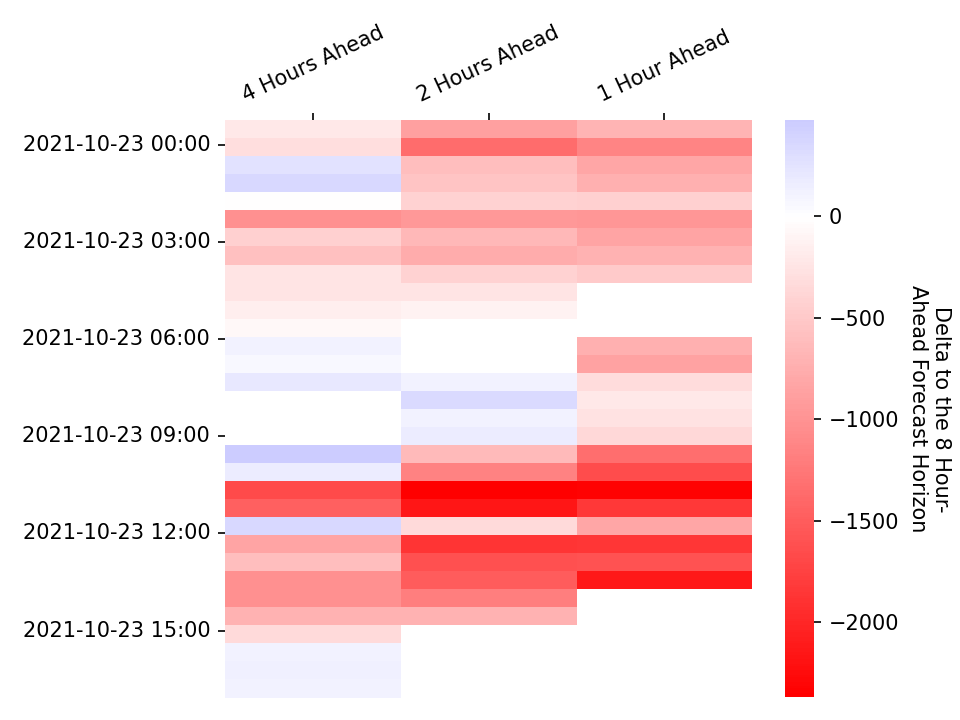 4 Hours Ahead
2 Hours Ahead
1 Hour Ahead
2021-10-23 00:00
2021-10-23 03:00
2021-10-23 06:00
2021-10-23 09:00
2021-10-23 12:00
2021-10-23 15:00
0
−500
−1000
−1500
−2000
Delta to the 8 Hour-
Ahead Forecast Horizon